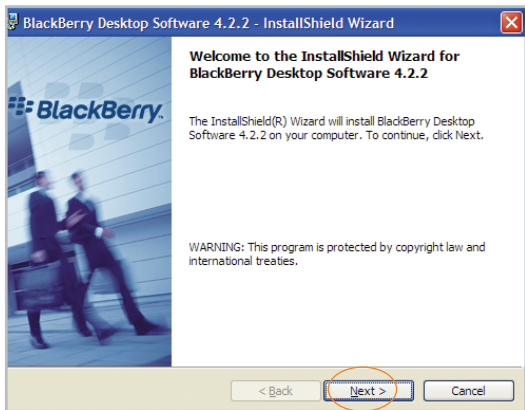 BlackBerry Desktop Software 4.2.2 - InstallShield Wizard
Welcome to the InstallShield Wizard for
BlackBerry Desktop Software 4.2.2
BlackBerry.
The InstallShield(R) Wizard will install BlackBerry Desktop
Software 4.2.2 on your computer. To continue, click Next.
WARNING: This program is protected by copyright law and
international treaties.
< Back Next > Cancel